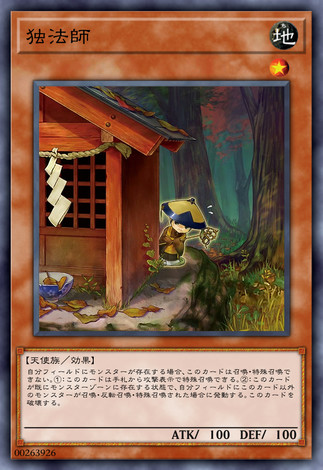 独法師
地
【天使族／効果】
自分フィールドにモンスターが存在する場合、このカードは召喚・特殊召喚で
きない。①：このカードは手札から攻撃表示で特殊召喚できる。②：このカード
が既にモンスターゾーンに存在する状態で、自分フィールドにこのカード以外
のモンスターが召喚・反転召喚・特殊召喚された場合に発動する。このカードを
破壊する。
ATK/ 100 DEF/ 100
00263926